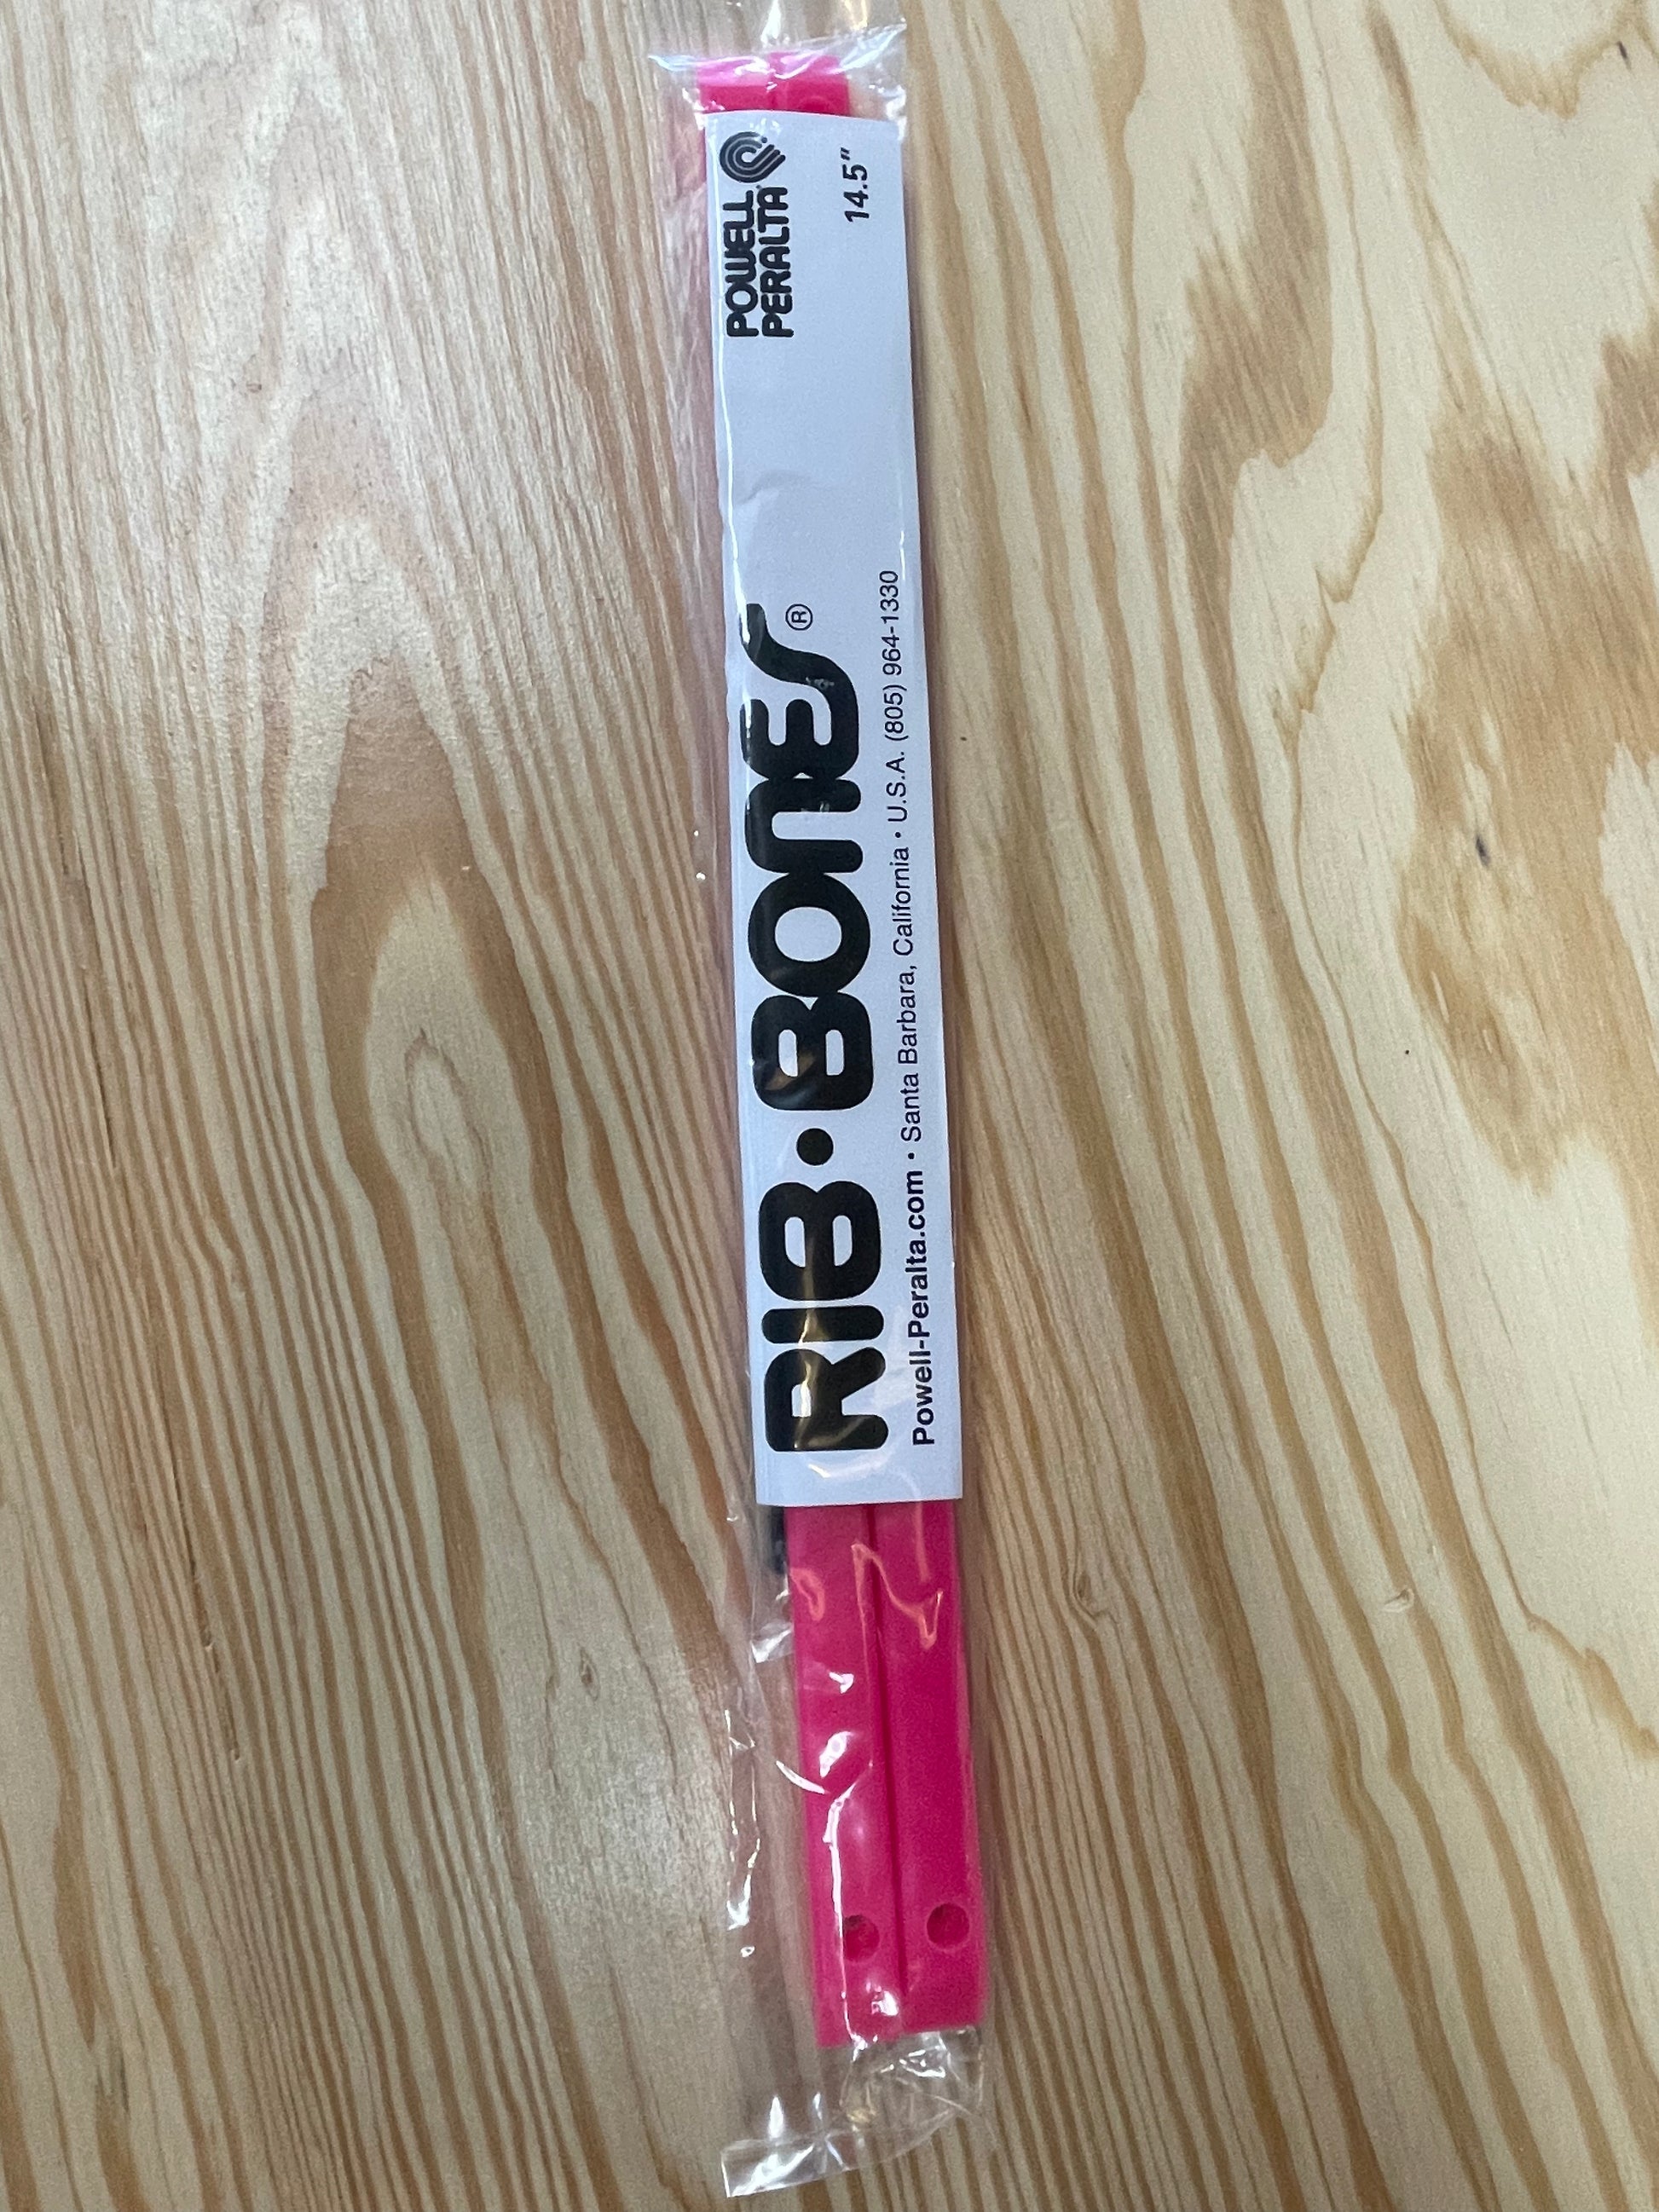 POWELL
PERALTA
14.5"
RIB•BONES®
Powell-Peralta.com • Santa Barbara, California • U.S.A. (805) 964-1330